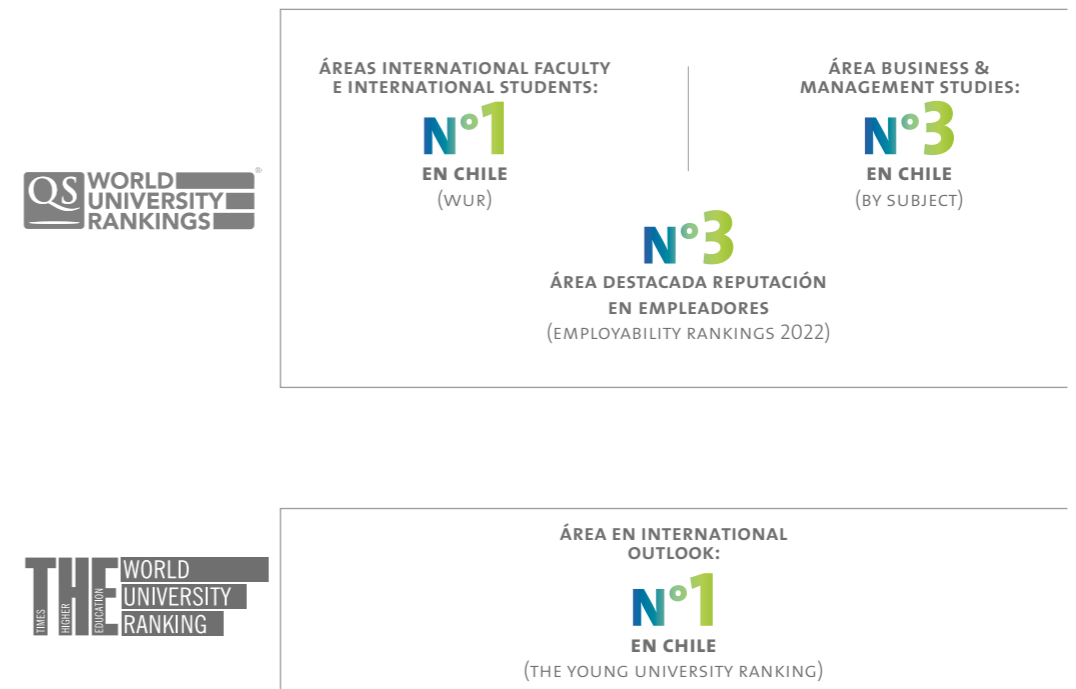 ÁREAS INTERNATIONAL FACULTY
E INTERNATIONAL STUDENTS:
N°1
EN CHILE
(WUR)
ÁREA BUSINESS &
MANAGEMENT STUDIES:
N°3
EN CHILE
(BY SUBJECT)
QS WORLD
UNIVERSITY
RANKINGS
®
N°3
ÁREA DESTACADA REPUTACIÓN
EN EMPLEADORES
(EMPLOYABILITY RANKINGS 2022)
THE
TIMES
HIGHER
EDUCATION
WORLD
UNIVERSITY
RANKING
ÁREA EN INTERNATIONAL
OUTLOOK:
N°1
EN CHILE
(THE YOUNG UNIVERSITY RANKING)